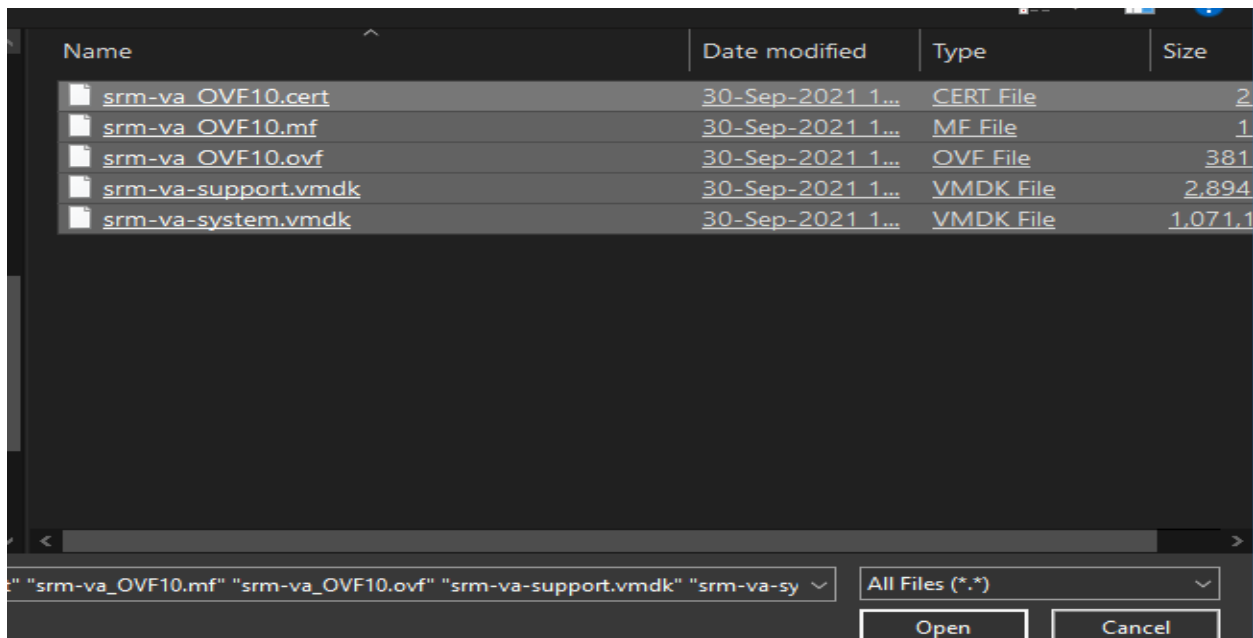 Name Date modified Type Size
srm-va_OVF10.cert 30-Sep-2021 1... CERT File 2
srm-va_OVF10.mf 30-Sep-2021 1... MF File 1
srm-va_OVF10.ovf 30-Sep-2021 1... OVF File 381
srm-va-support.vmdk 30-Sep-2021 1... VMDK File 2,894
srm-va-system.vmdk 30-Sep-2021 1... VMDK File 1,071,1
" "srm-va_OVF10.mf" "srm-va_OVF10.ovf" "srm-va-support.vmdk" "srm-va-sy All Files (*.*)
Open Cancel